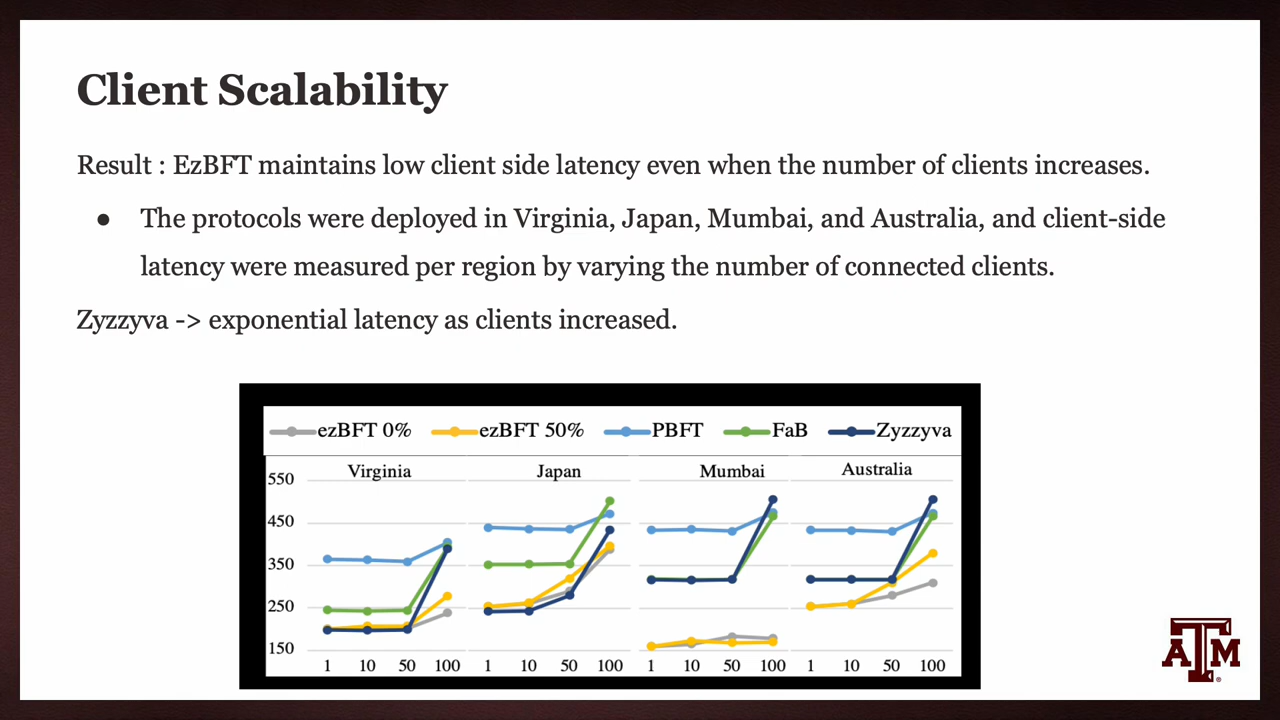 Client Scalability
Result : EzBFT maintains low client side latency even when the number of clients increases.
● The protocols were deployed in Virginia, Japan, Mumbai, and Australia, and client-side
latency were measured per region by varying the number of connected clients.
Zyzzyva -> exponential latency as clients increased.
ezBFT 0% ezBFT 50% PBFT FaB Zyzzyva
Virginia Japan Mumbai Australia
550
450
350
250
150
1 10 50 100 1 10 50 100 1 10 50 100 1 10 50 100
ATM
®